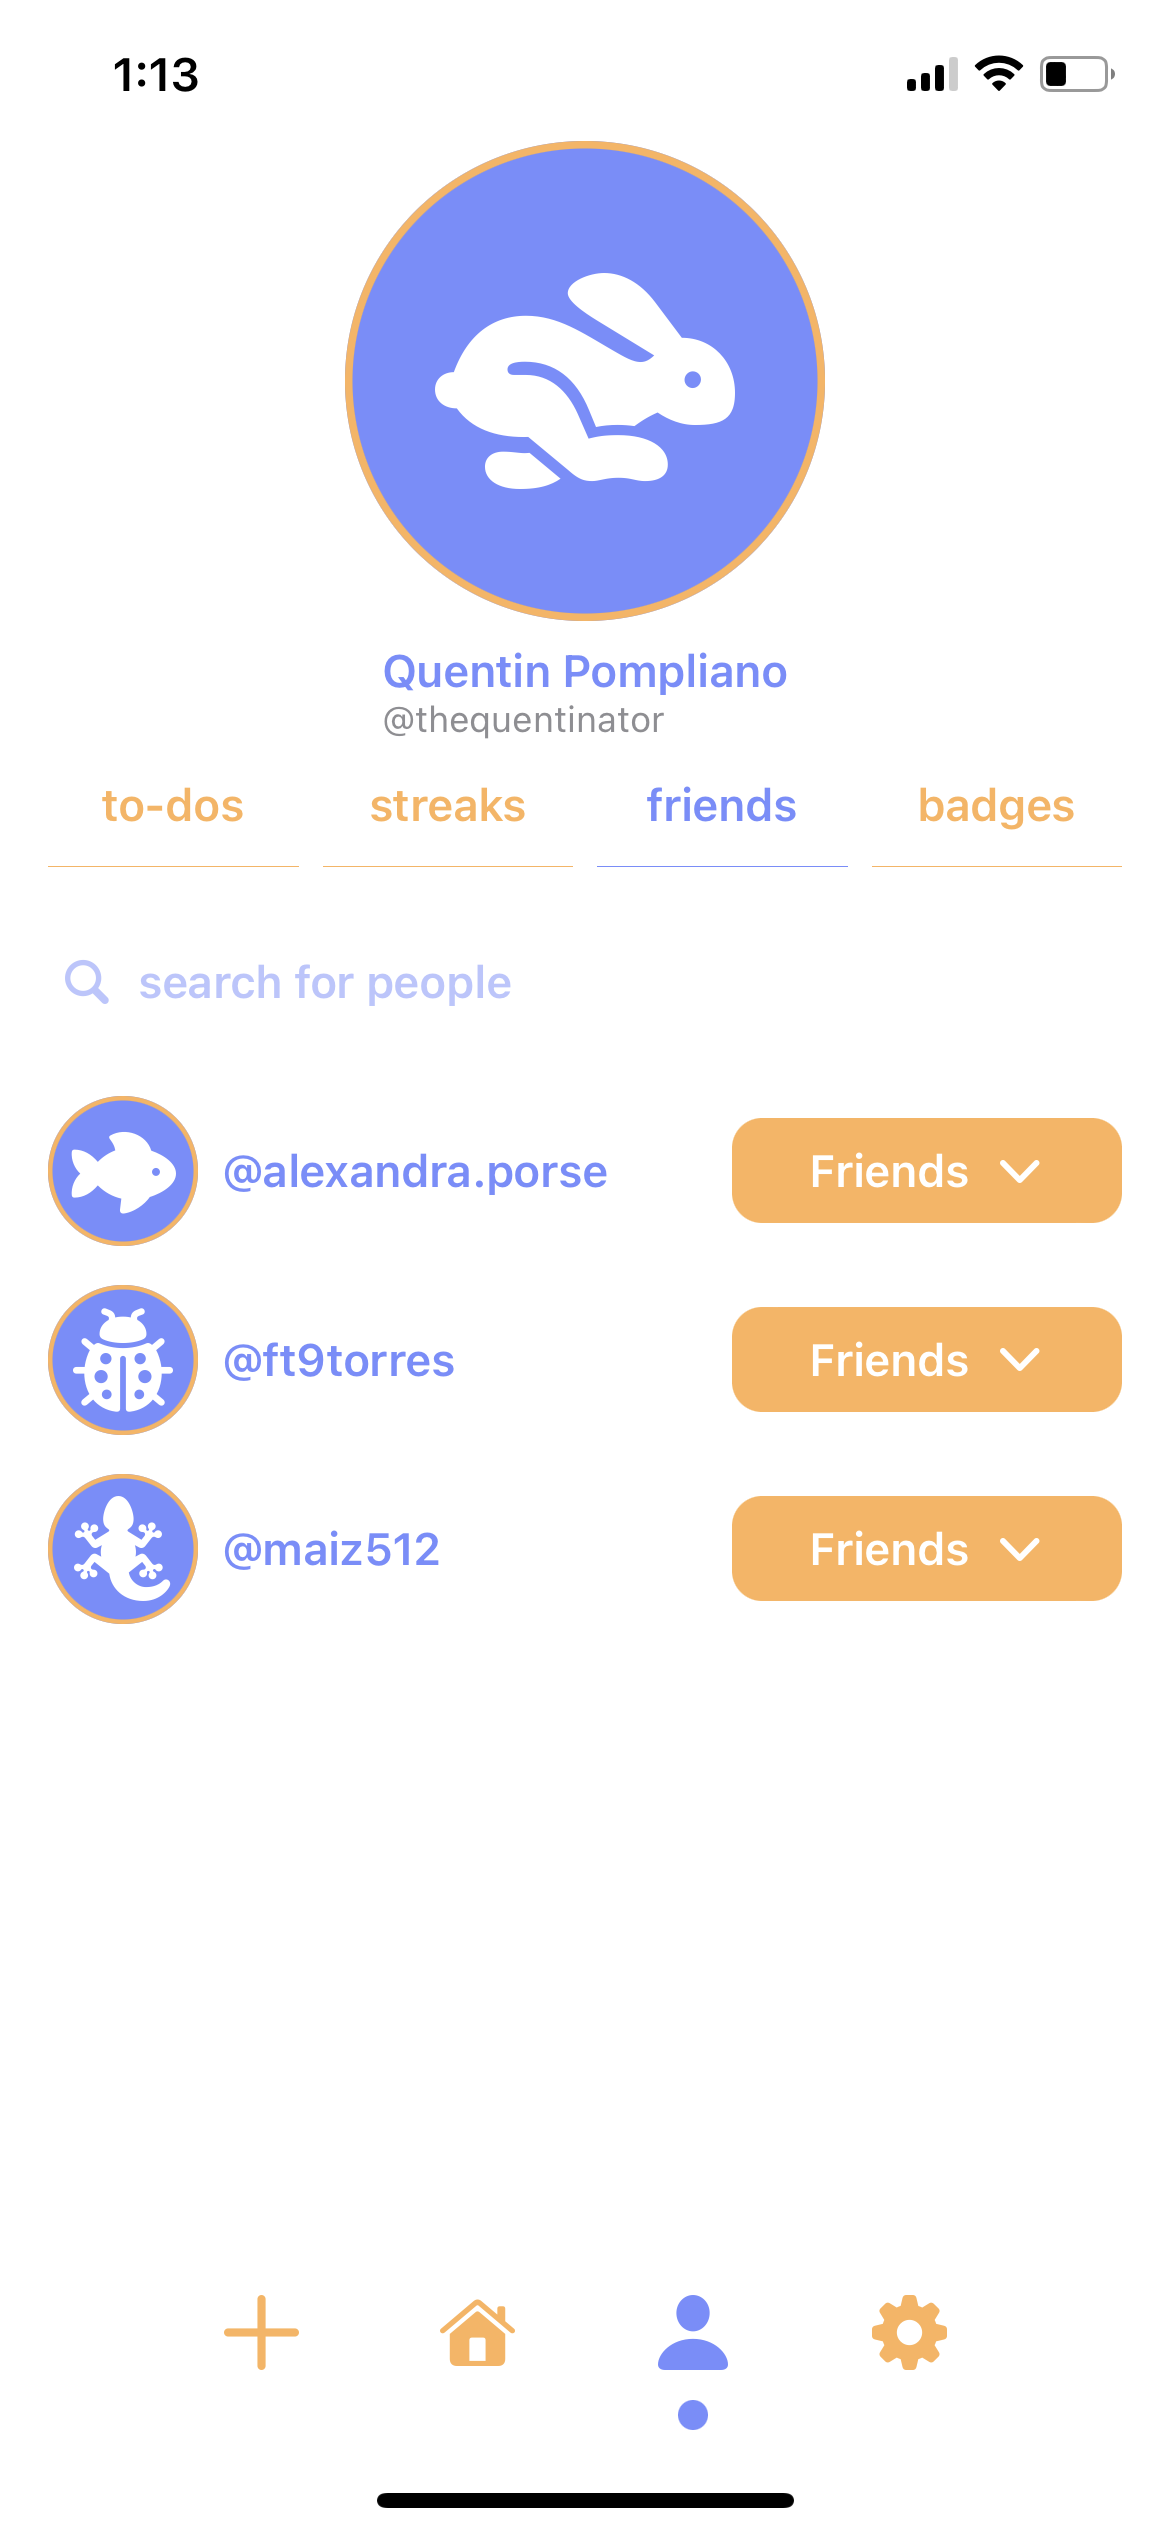 1:13
Quentin Pompliano
@thequentinator
to-dos streaks friends badges
search for people
@alexandra.porse Friends
@ft9torres Friends
@maiz512 Friends